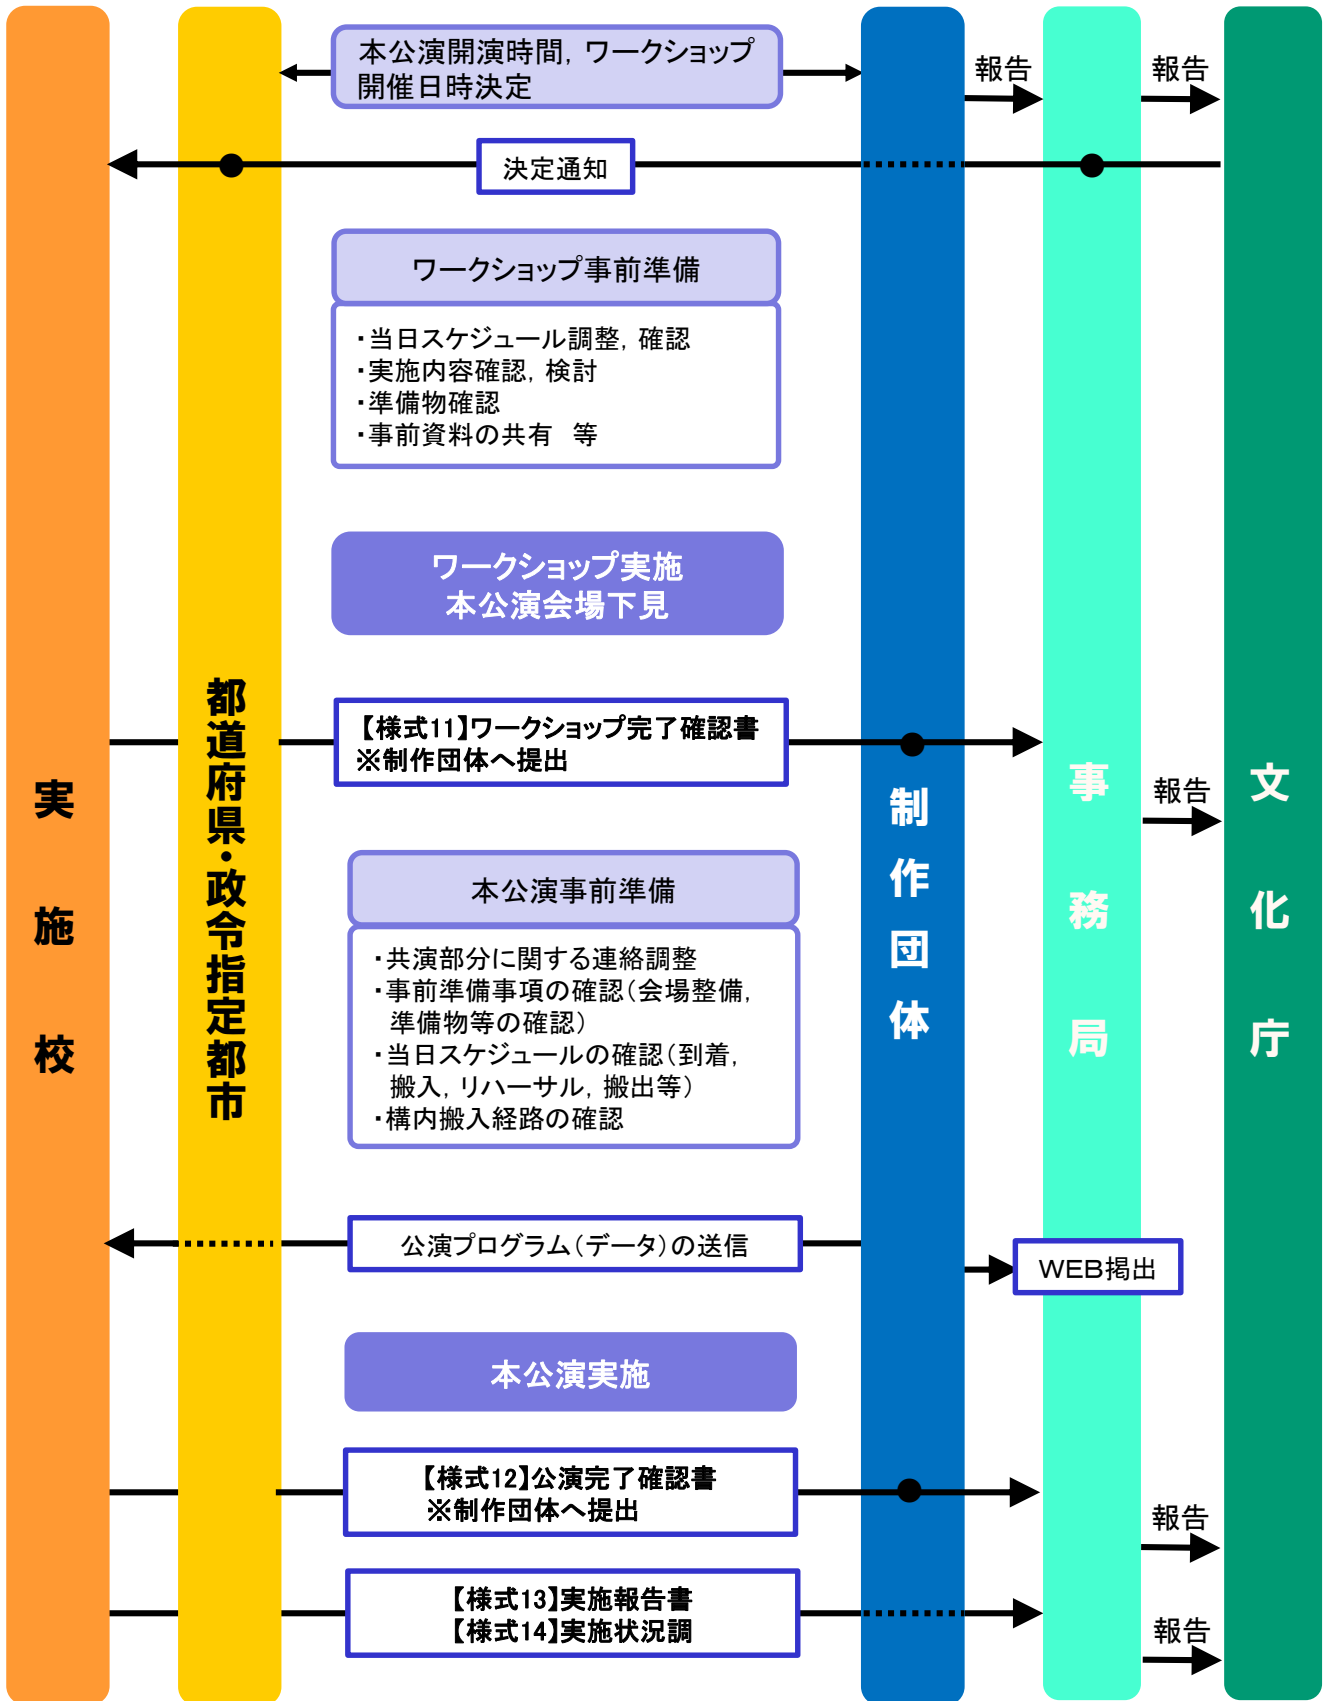 本公演開演時間，ワークショップ
開催日時決定
報告
報告
決定通知
ワークショップ事前準備
・当日スケジュール調整，確認
・実施内容確認，検討
・準備物確認
・事前資料の共有　等
ワークショップ実施
本公演会場下見
【様式11】ワークショップ完了確認書
※制作団体へ提出
報告
実施校
都道府県・政令指定都市
制作団体
事務局
文化庁
本公演事前準備
・共演部分に関する連絡調整
・事前準備事項の確認（会場整備，
準備物等の確認）
・当日スケジュールの確認（到着，
搬入，リハーサル，搬出等）
・構内搬入経路の確認
公演プログラム（データ）の送信
WEB掲出
本公演実施
【様式12】公演完了確認書
※制作団体へ提出
報告
【様式13】実施報告書
【様式14】実施状況調
報告